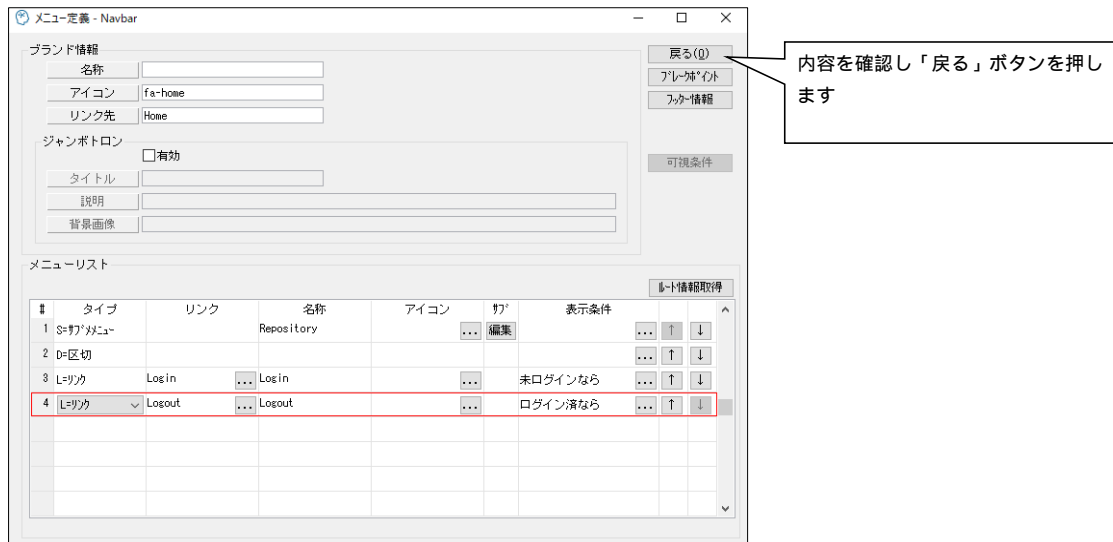 メニュー定義 - Navbar
ブランド情報
名称
アイコン fa-home
リンク先 Home
戻る(0)
ブレークポイント
フッター情報
内容を確認し「戻る」ボタンを押し
ます
ジャンボトロン
有効
可視条件
タイトル
説明
背景画像
メニューリスト
ルート情報取得
# タイプ リンク 名称 アイコン サブ 表示条件
1 S=サブメニュー Repository ... 編集 ... ↑ ↓
2 D=区切 ... ↑ ↓
3 L=リンク Login ... Login ... 未ログインなら ... ↑ ↓
4 L=リンク Logout ... Logout ... ログイン済なら ... ↑ ↓